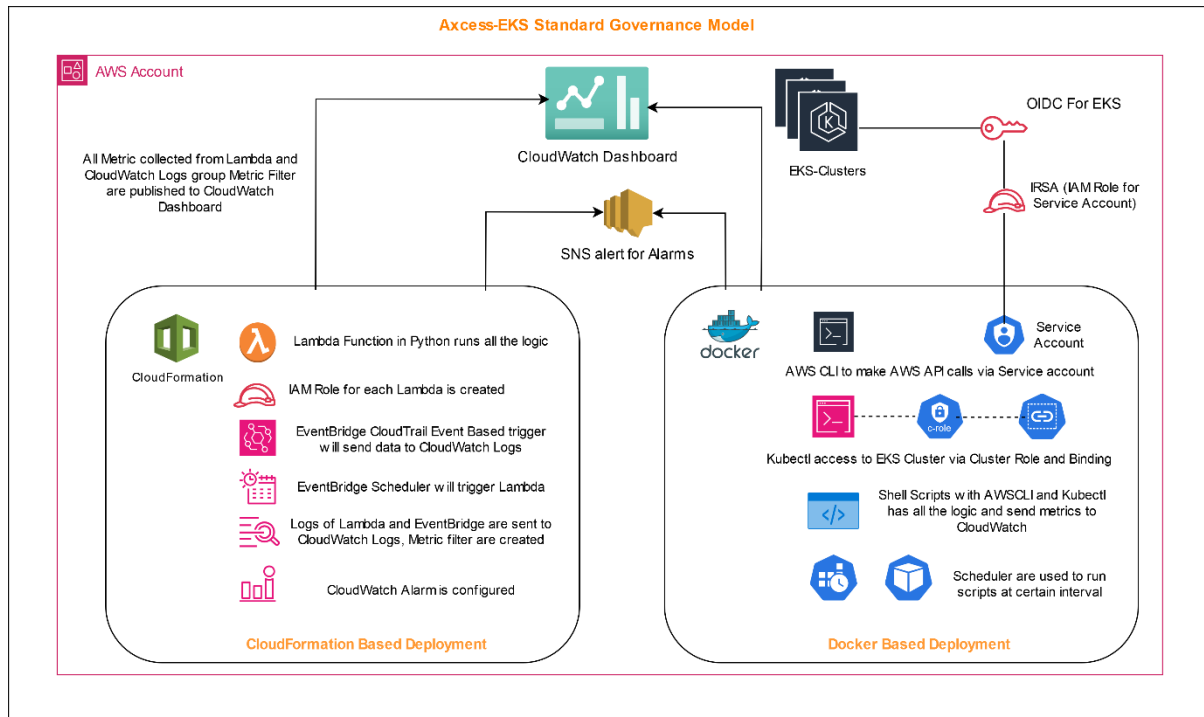 Axcess-EKS Standard Governance Model
AWS Account
CloudWatch Dashboard
EKS-Clusters
OIDC For EKS
All Metric collected from Lambda and
CloudWatch Logs group Metric Filter
are published to CloudWatch
Dashboard
IRSA (IAM Role for
Service Account)
SNS alert for Alarms
CloudFormation
Lambda Function in Python runs all the logic
IAM Role for each Lambda is created
EventBridge CloudTrail Event Based trigger
will send data to CloudWatch Logs
EventBridge Scheduler will trigger Lambda
Logs of Lambda and EventBridge are sent to
CloudWatch Logs, Metric filter are created
CloudWatch Alarm is configured
CloudFormation Based Deployment
docker
Service
Account
AWS CLI to make AWS API calls via Service account
c-role
Kubectl access to EKS Cluster via Cluster Role and Binding
Shell Scripts with AWSCLI and Kubectl
has all the logic and send metrics to
CloudWatch
Scheduler are used to run
scripts at certain interval
Docker Based Deployment